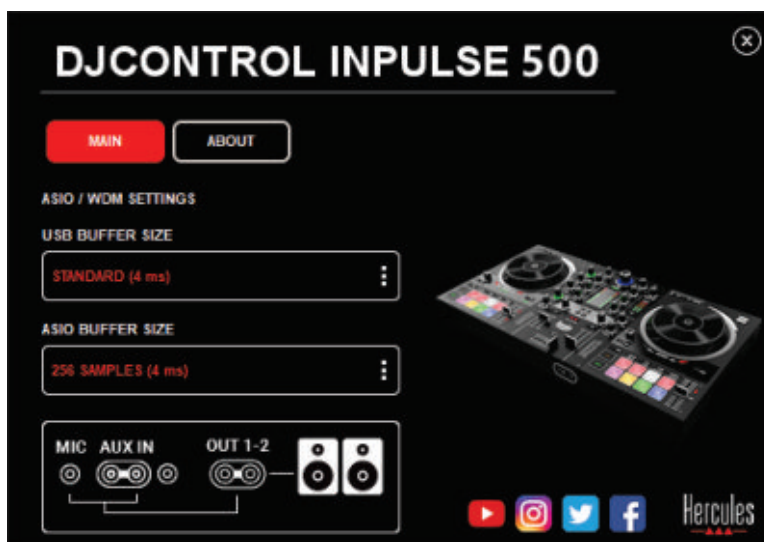 DJCONTROL INPULSE 500
MAIN
ABOUT
ASIO / WDM SETTINGS
USB BUFFER SIZE
STANDARD (4 ms)
ASIO BUFFER SIZE
256 SAMPLES (4 ms)
MIC AUX IN OUT 1-2
Hercules